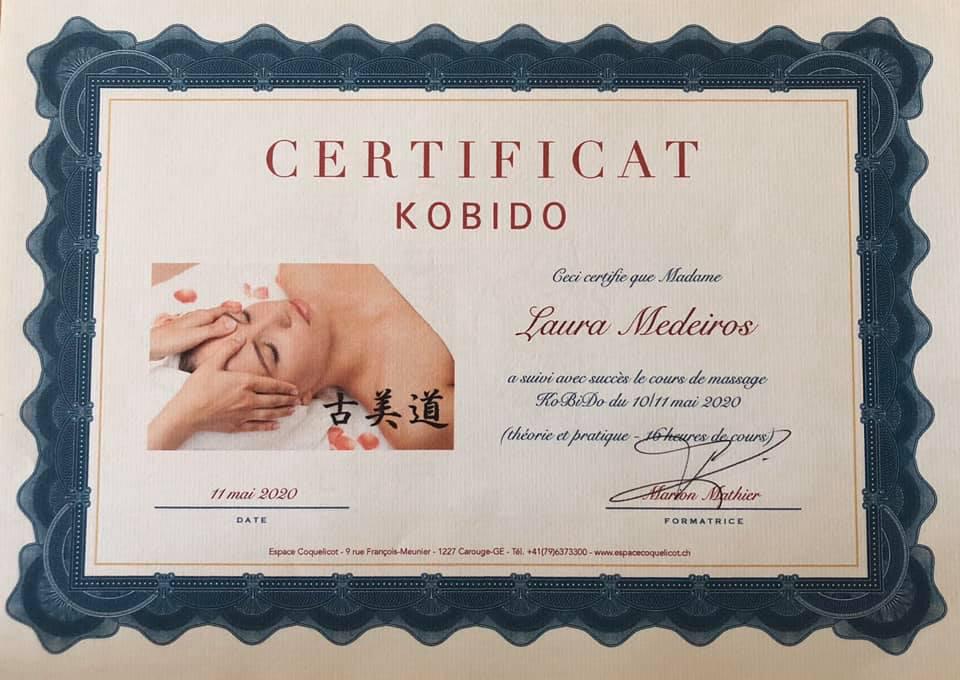 CERTIFICAT
KOBIDO
Ceci certifie que Madame
Laura Medeiros
a suivi avec succès le cours de massage
KoBiDo du 10/11 mai 2020
(théorie et pratique - 16 heures de cours)
古美道
11 mai 2020
DATE
Marion Mathier
FORMATRICE
Espace Coquelicot - 9 rue François-Meunier - 1227 Carouge-GE - Tél. +41(79)6373300 - www.espacecoquelicot.ch